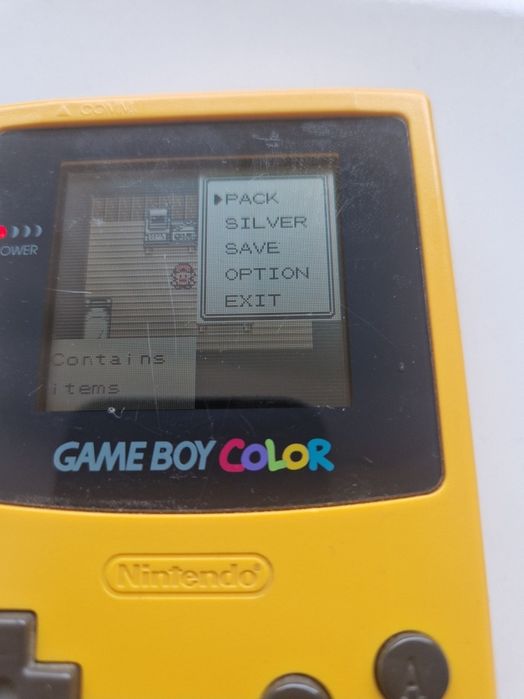 COMM
POWER
PACK
SILVER
SAVE
OPTION
EXIT
Contains
items
GAME BOY COLOR
Nintendo
A